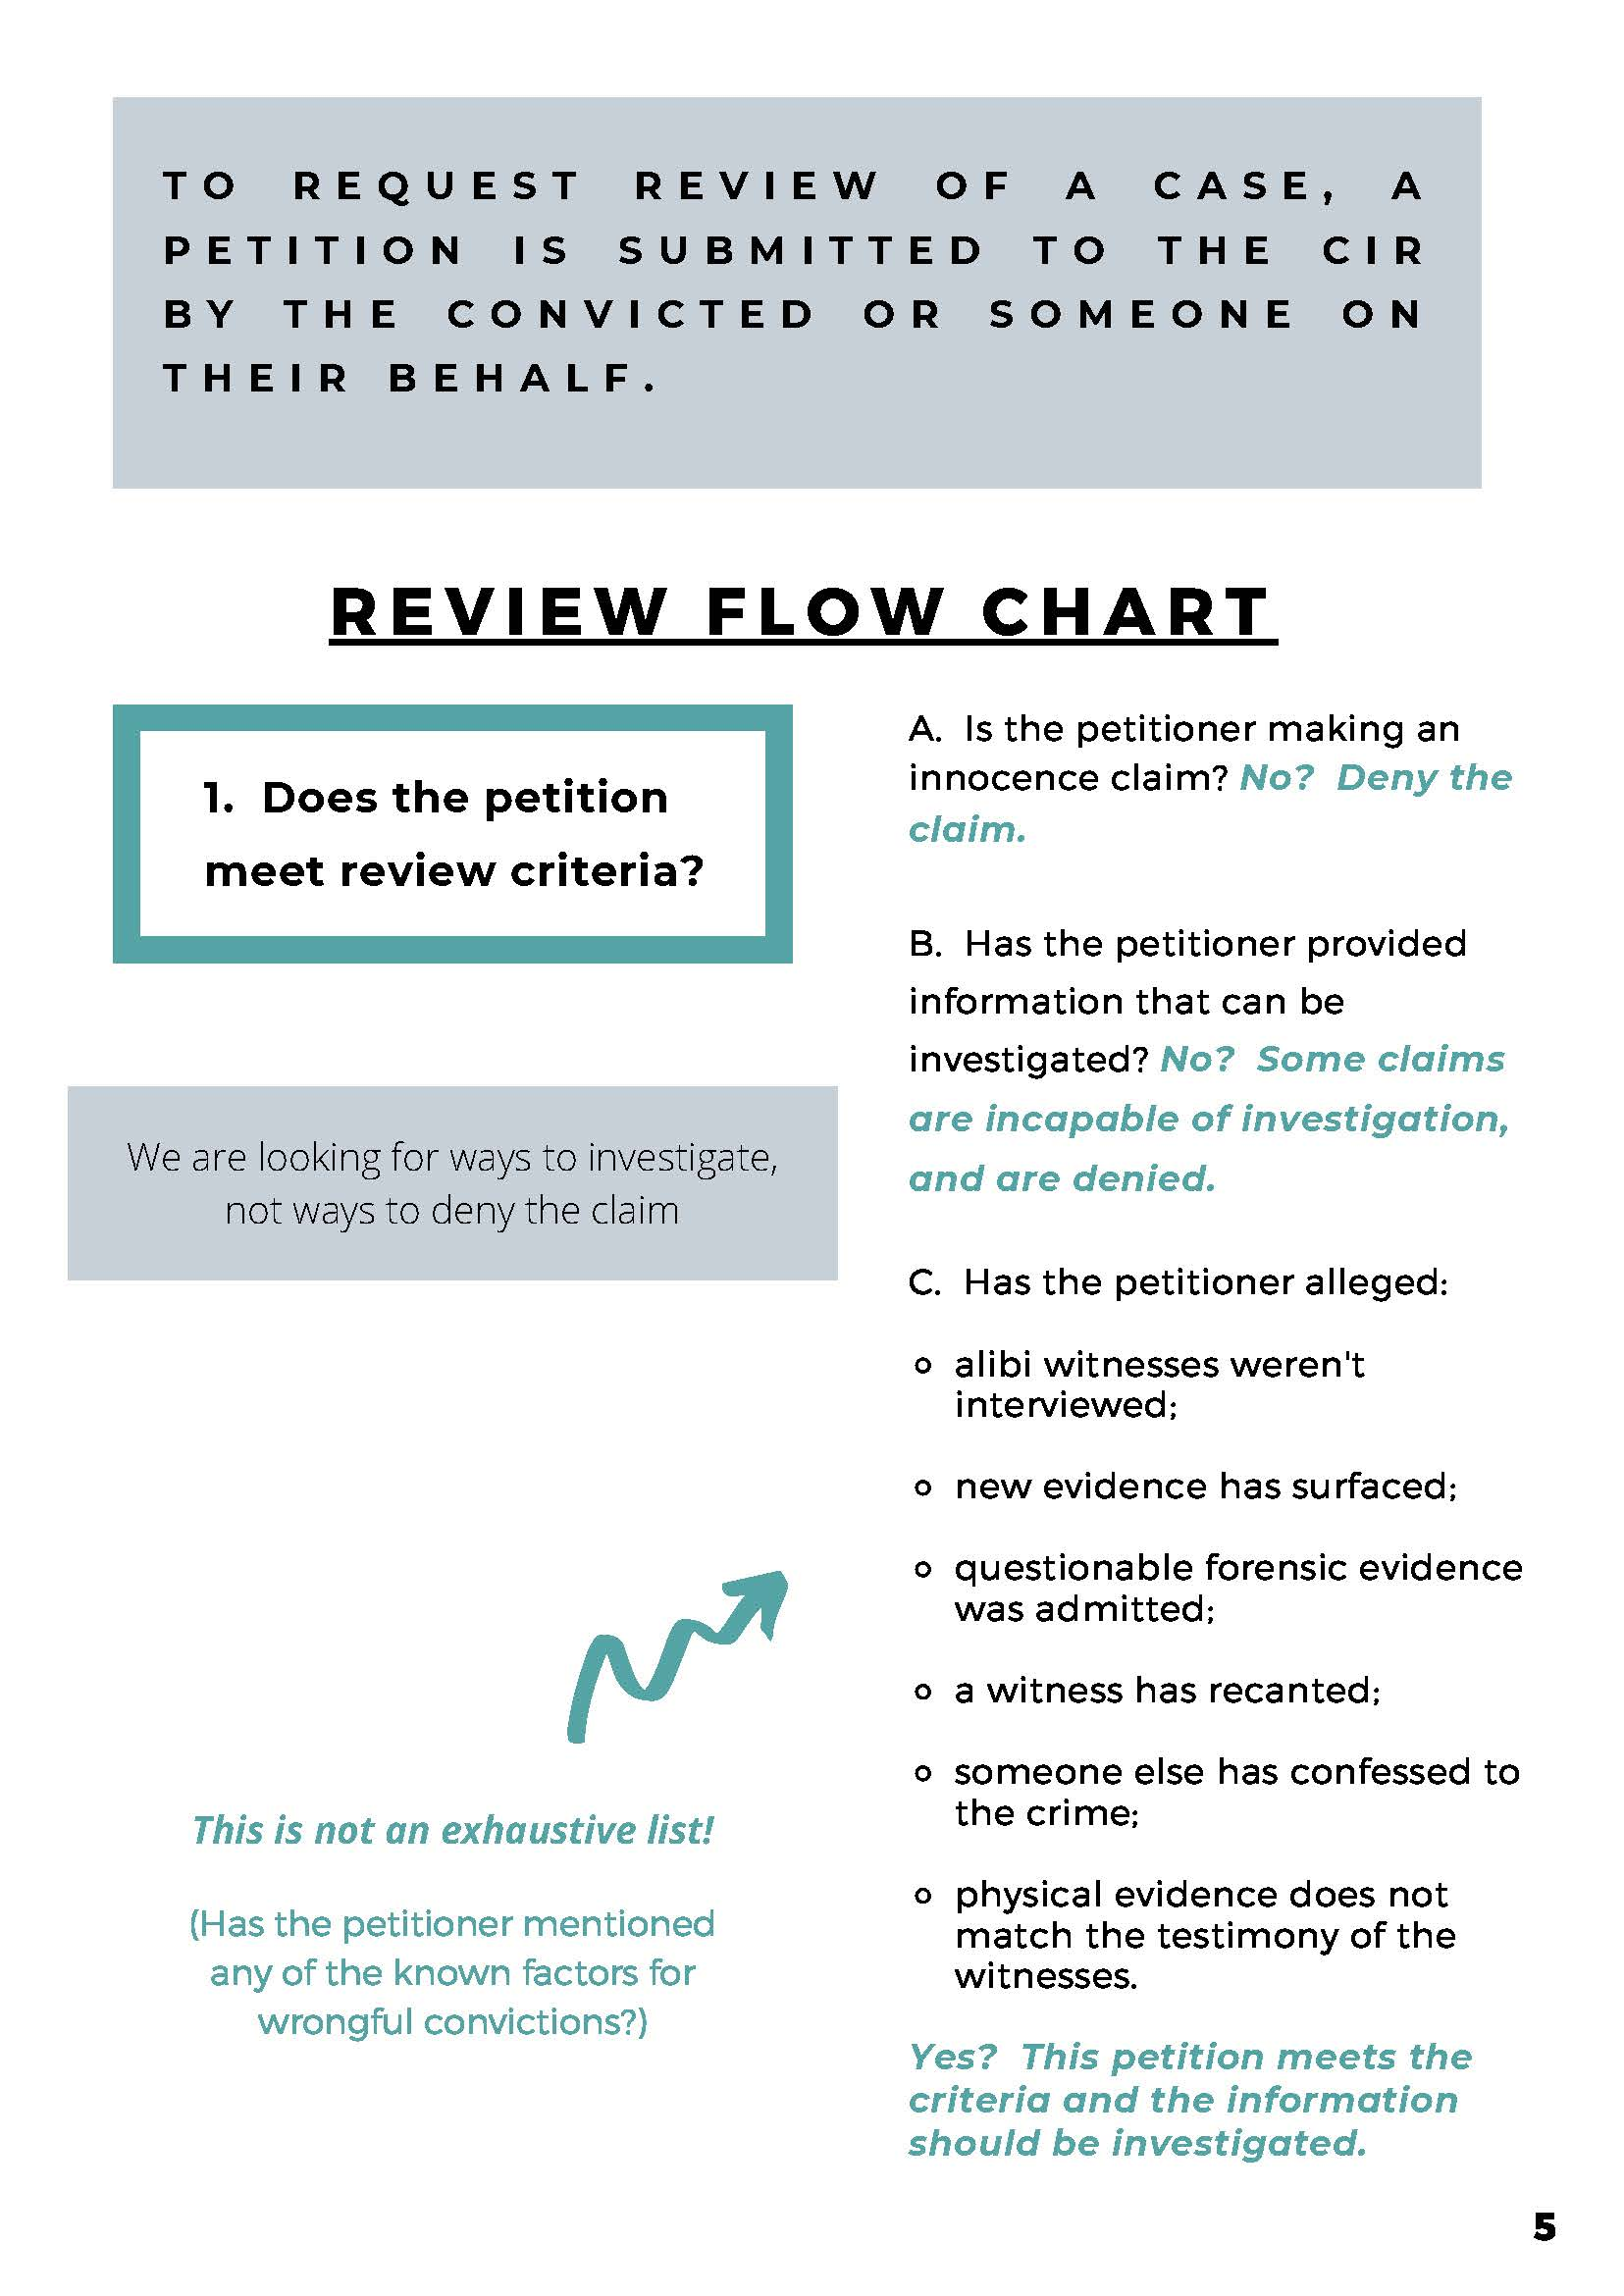 TO REQUEST REVIEW OF A CASE, A
PETITION IS SUBMITTED TO THE CIR
BY THE CONVICTED OR SOMEONE ON
THEIR BEHALF.
REVIEW FLOW CHART
1. Does the petition
meet review criteria?
We are looking for ways to investigate,
not ways to deny the claim
This is not an exhaustive list!
(Has the petitioner mentioned
any of the known factors for
wrongful convictions?)
A. Is the petitioner making an
innocence claim? No? Deny the
claim.
B. Has the petitioner provided
information that can be
investigated? No? Some claims
are incapable of investigation,
and are denied.
C. Has the petitioner alleged:
alibi witnesses weren't
interviewed;
new evidence has surfaced;
questionable forensic evidence
was admitted;
a witness has recanted;
someone else has confessed to
the crime;
physical evidence does not
match the testimony of the
witnesses.
Yes? This petition meets the
criteria and the information
should be investigated.
5